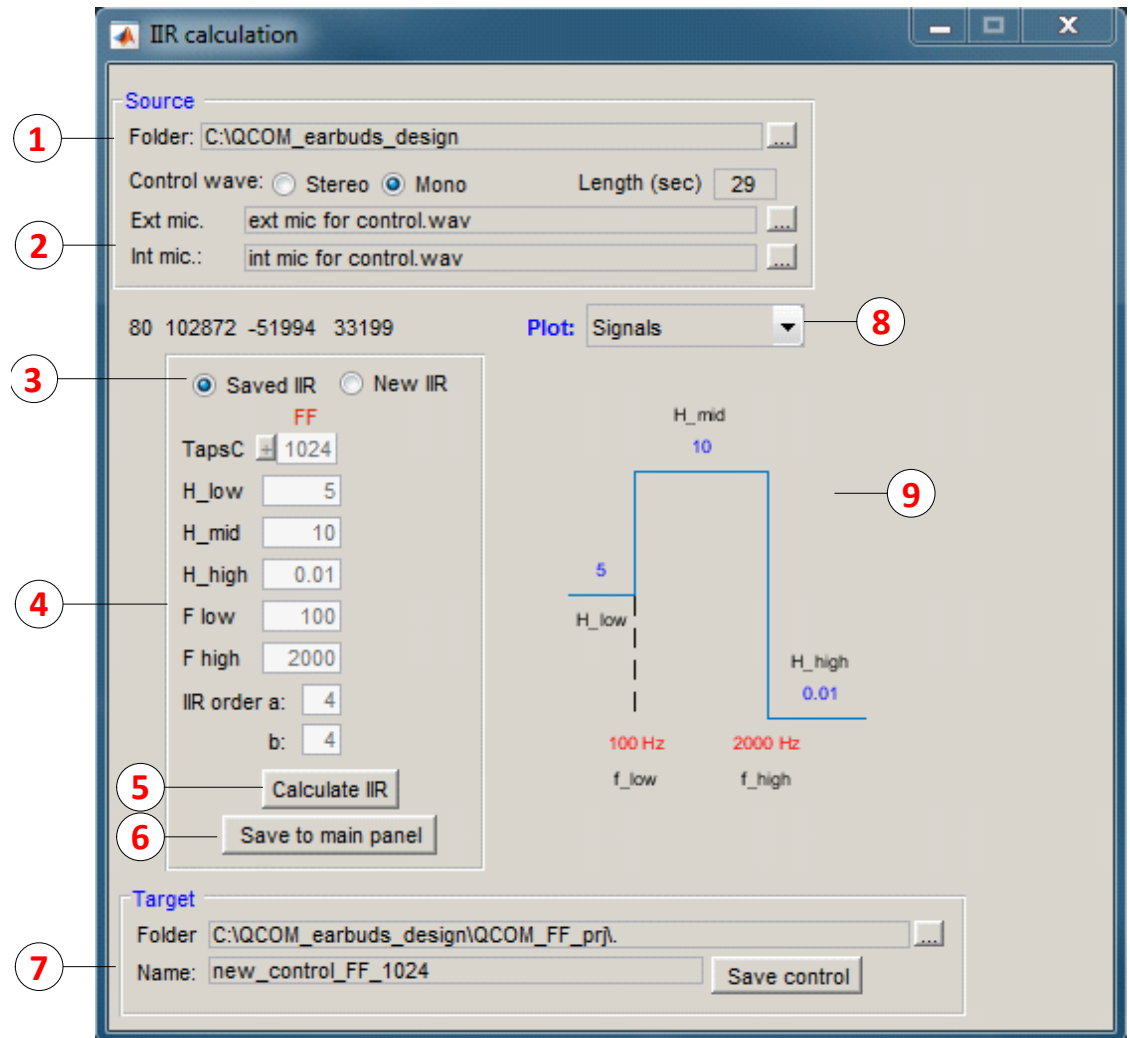 IIR calculation
Source
1
Folder: C:\QCOM_earbuds_design ...
Control wave: Stereo Mono Length (sec) 29
Ext mic. ext mic for control.wav ...
2
Int mic.: int mic for control.wav ...
80 102872 -51994 33199
Plot: Signals
8
3
Saved IIR New IIR
FF
TapsC + 1024
H_low 5
H_mid 10
H_high 0.01
4
F low 100
F high 2000
IIR order a: 4
b: 4
5
Calculate IIR
6
Save to main panel
H_mid
10
9
5
H_low
H_high
0.01
100 Hz 2000 Hz
f_low f_high
Target
Folder C:\QCOM_earbuds_design\QCOM_FF_prj\. ...
7
Name: new_control_FF_1024 Save control